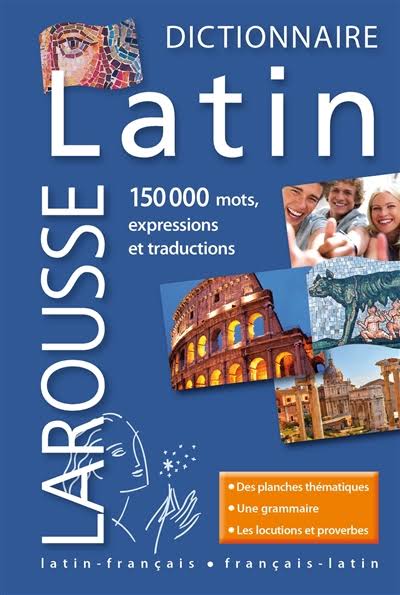 DICTIONNAIRE
Latin
LAROUSSE
150 000 mots,
expressions
et traductions
• Des planches thématiques
• Une grammaire
• Les locutions et proverbes
latin-français • français-latin